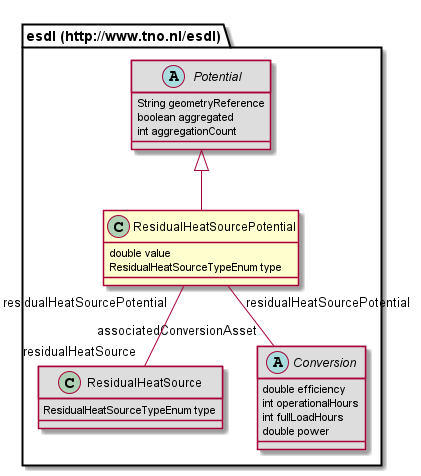 esdl (http://www.tno.nl/esdl)
A Potential
String geometryReference
boolean aggregated
int aggregationCount
C ResidualHeatSourcePotential
double value
ResidualHeatSourceTypeEnum type
residualHeatSourcePotential
residualHeatSourcePotential
associatedConversionAsset
residualHeatSource
C ResidualHeatSource
ResidualHeatSourceTypeEnum type
A Conversion
double efficiency
int operationalHours
int fullLoadHours
double power